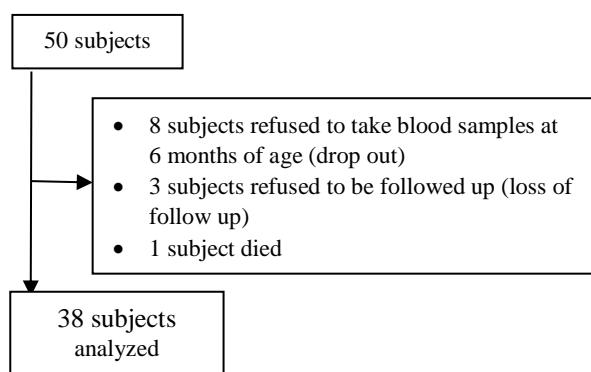 50 subjects
• 8 subjects refused to take blood samples at
6 months of age (drop out)
• 3 subjects refused to be followed up (loss of
follow up)
• 1 subject died
38 subjects
analyzed